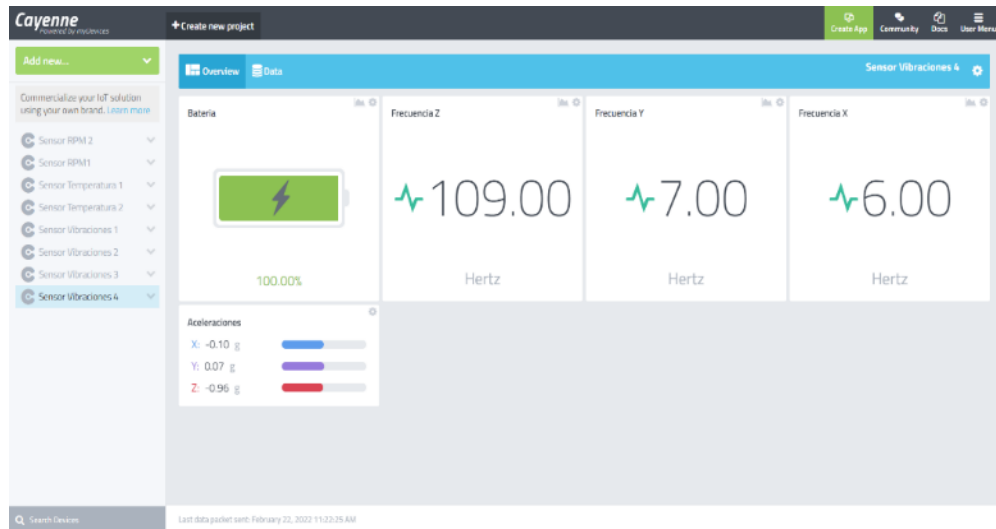 Cayenne
Powered by myDevices
+ Create new project
Create App
Community
Docs
User Menu
Add new...
Overview
Data
Sensor Vibraciones 4
Commercialize your IoT solution
using your own brand. Learn more
Sensor RPM 2
Sensor RPM1
Sensor Temperatura 1
Sensor Temperatura 2
Sensor Vibraciones 1
Sensor Vibraciones 2
Sensor Vibraciones 3
Sensor Vibraciones 4
Bateria
100.00%
Frecuencia Z
109.00
Hertz
Frecuencia Y
7.00
Hertz
Frecuencia X
6.00
Hertz
Aceleraciones
X: -0.10 g
Y: 0.07 g
Z: -0.96 g
Search Devices
Last data packet sent: February 22, 2022 11:22:25 AM